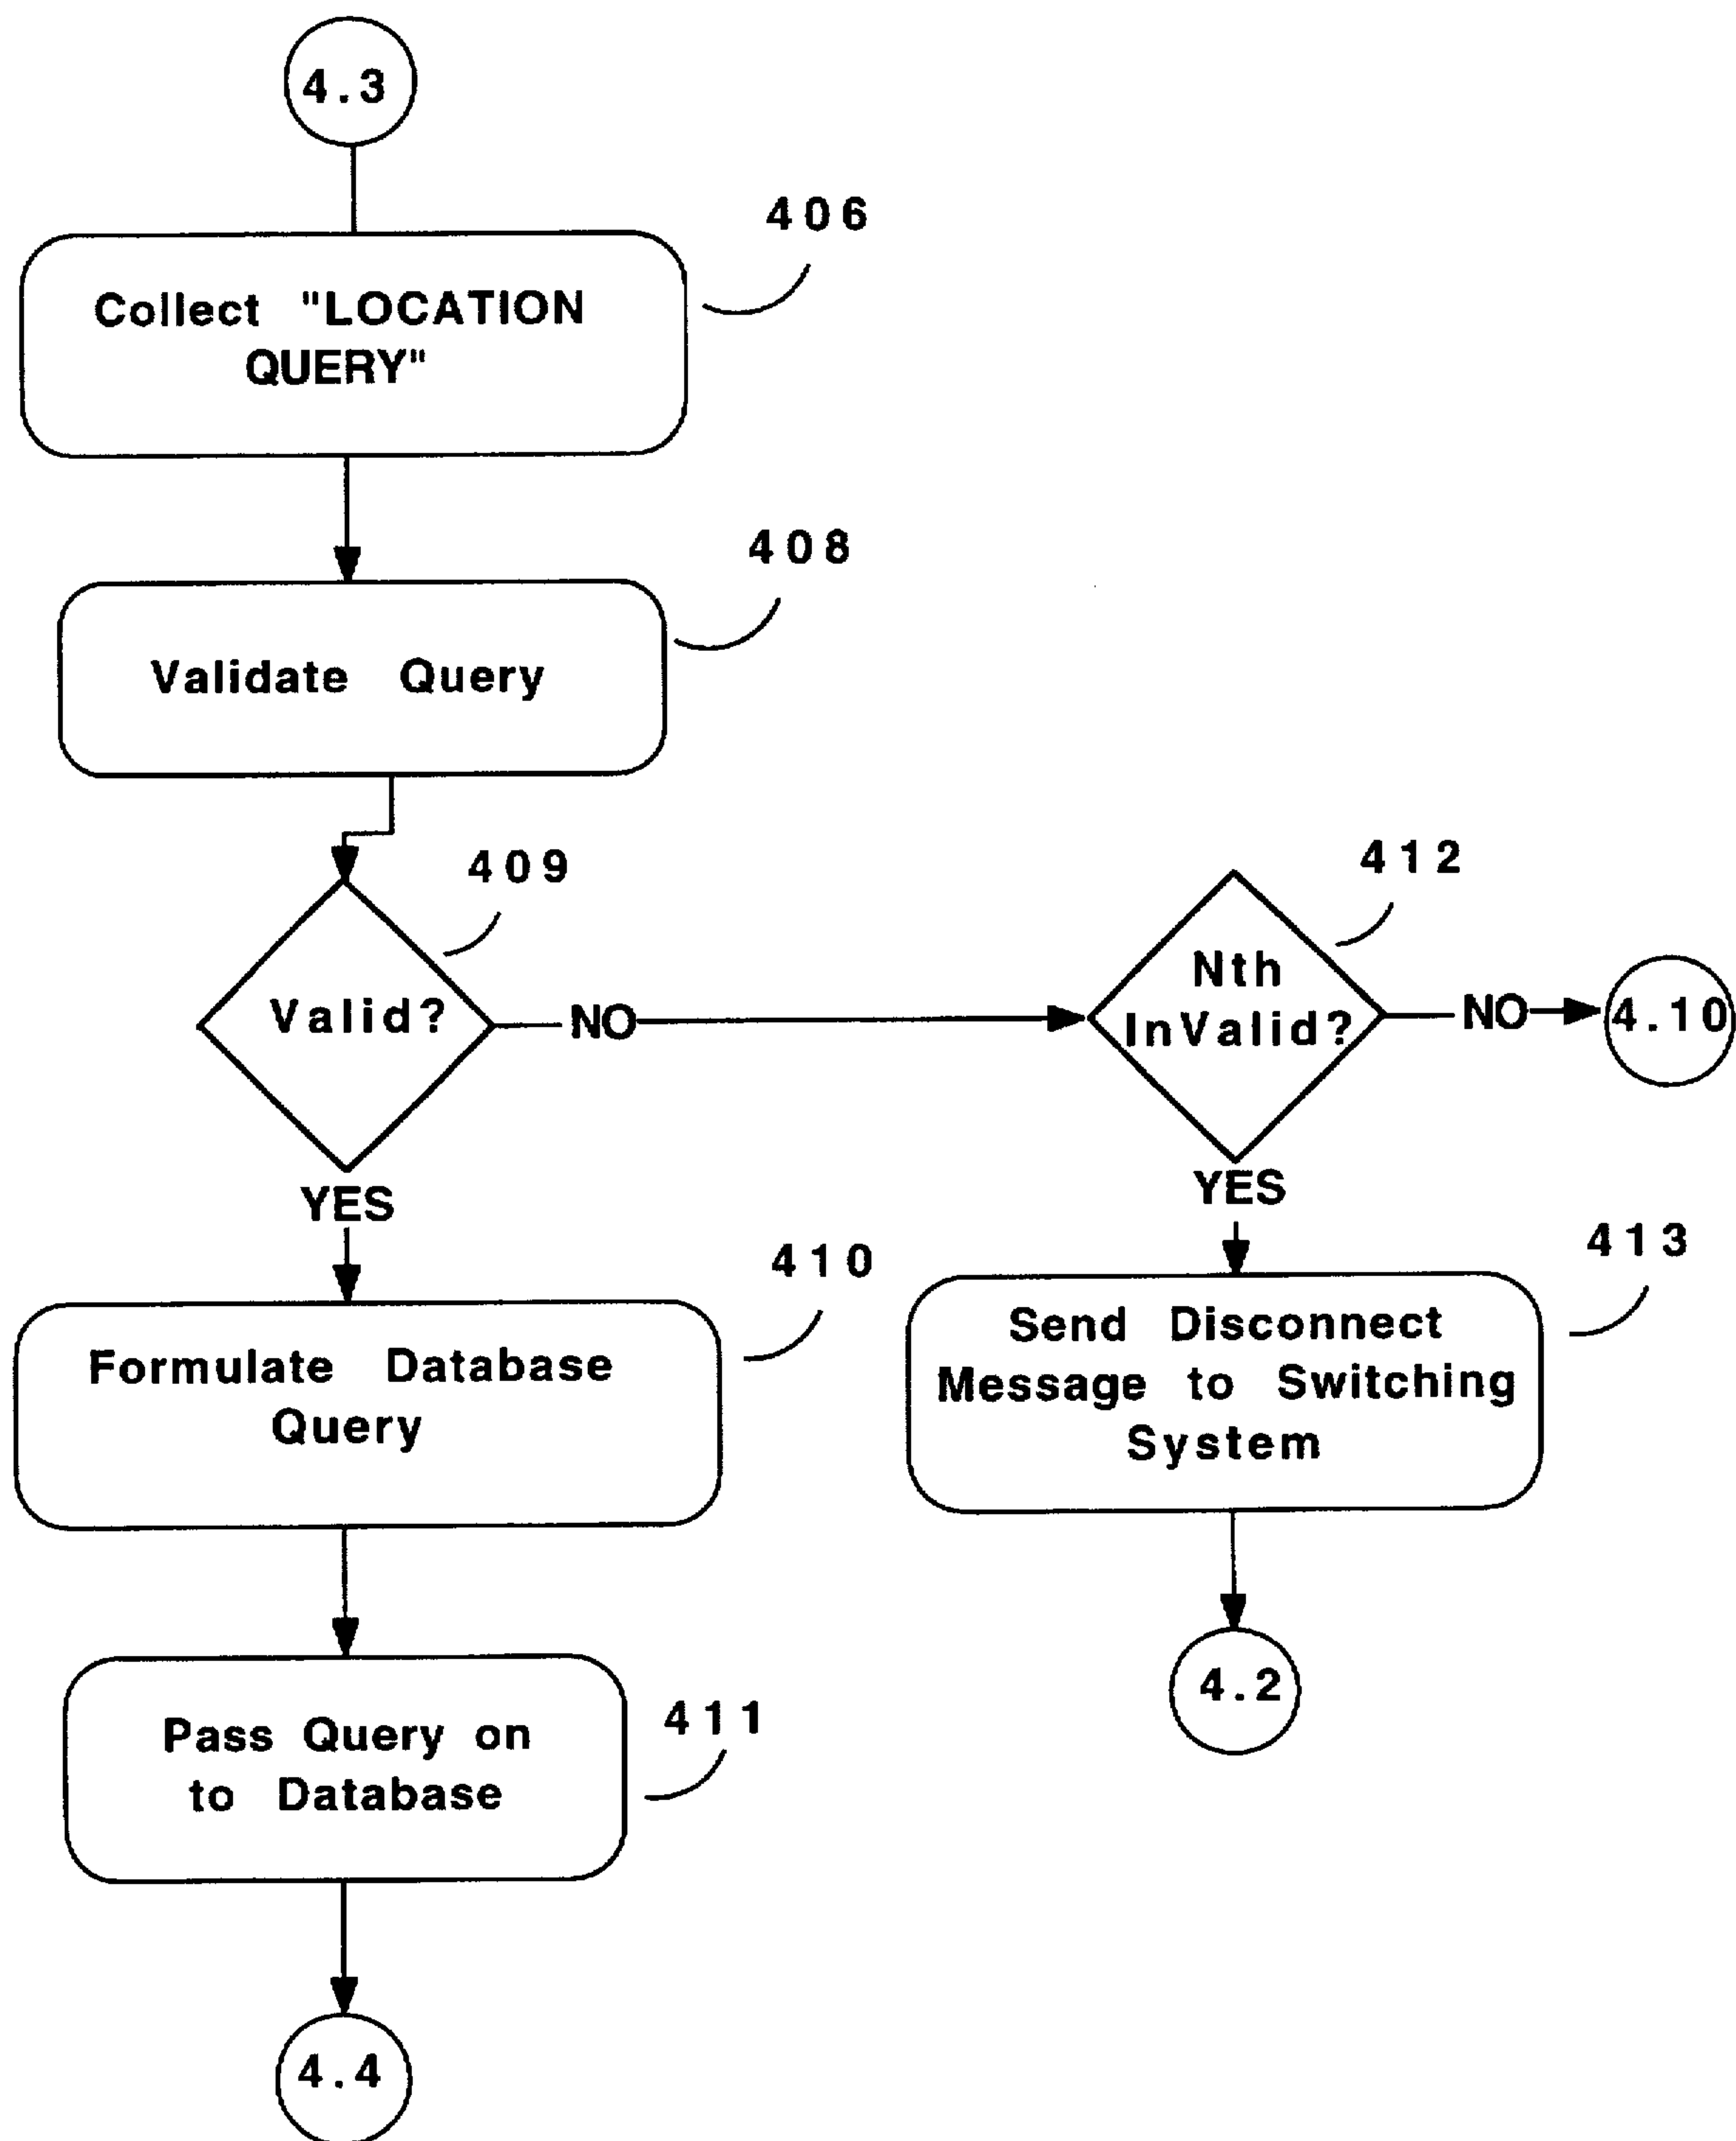 4.3
406
Collect "LOCATION
QUERY"
408
Validate Query
409
Valid?
NO
412
Nth
InValid?
NO
4.10
YES
YES
410
Formulate Database
Query
413
Send Disconnect
Message to Switching
System
411
Pass Query on
to Database
4.2
4.4